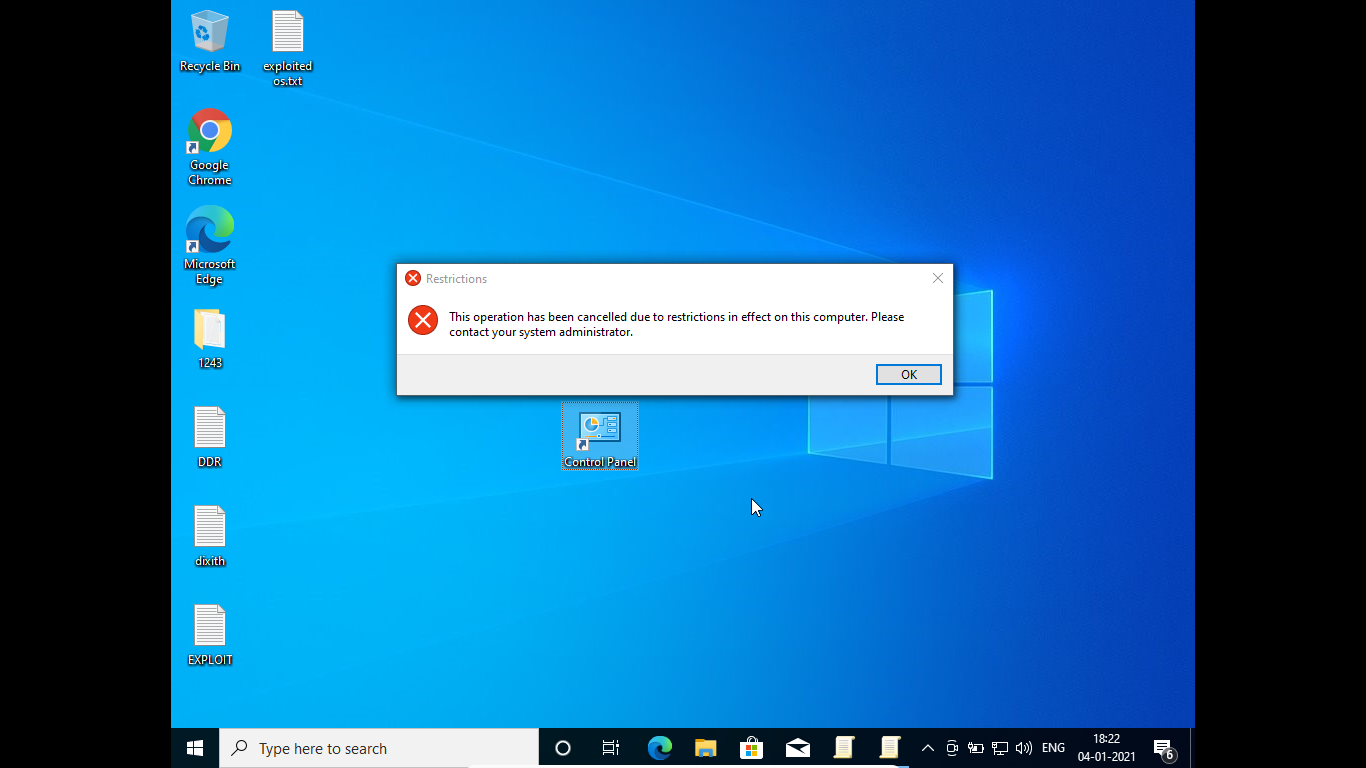 Recycle Bin
exploited
os.txt
Google
Chrome
Microsoft
Edge
1243
DDR
dixith
EXPLOIT
Restrictions
This operation has been cancelled due to restrictions in effect on this computer. Please
contact your system administrator.
OK
Control Panel
Type here to search
ENG
18:22
04-01-2021
6